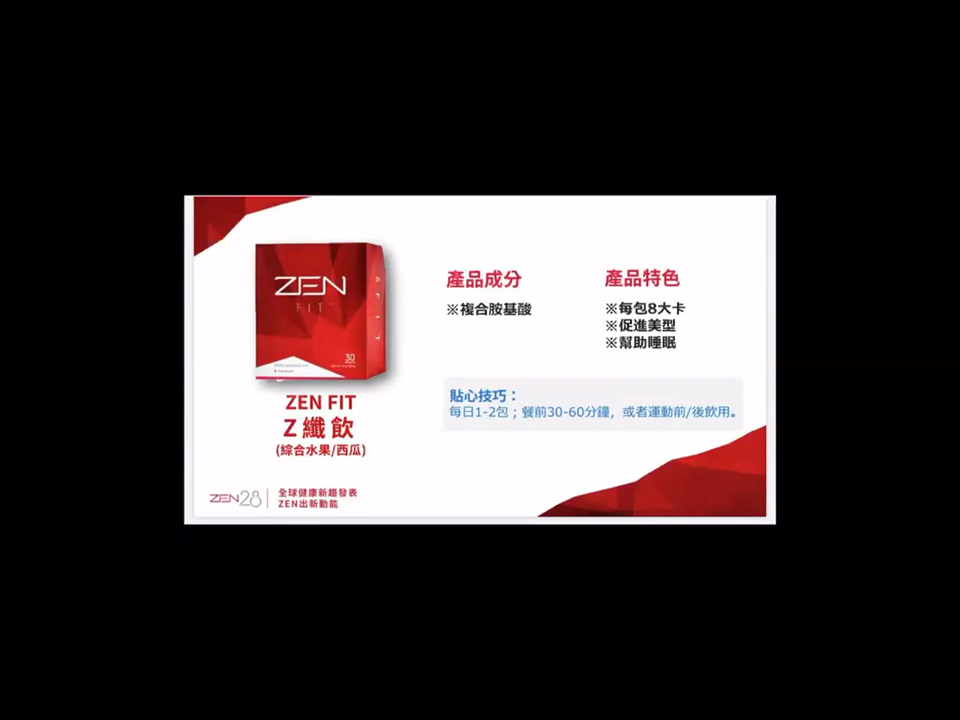 ZEN
FIT
30
ZEN FIT
Z 纖飲
(綜合水果/西瓜)
產品成分
※複合胺基酸
產品特色
※每包8大卡
※促進美型
※幫助睡眠
貼心技巧：
每日1-2包；餐前30-60分鐘，或者運動前/後飲用。
ZEN28
全球健康新趨發表
ZEN出新動能